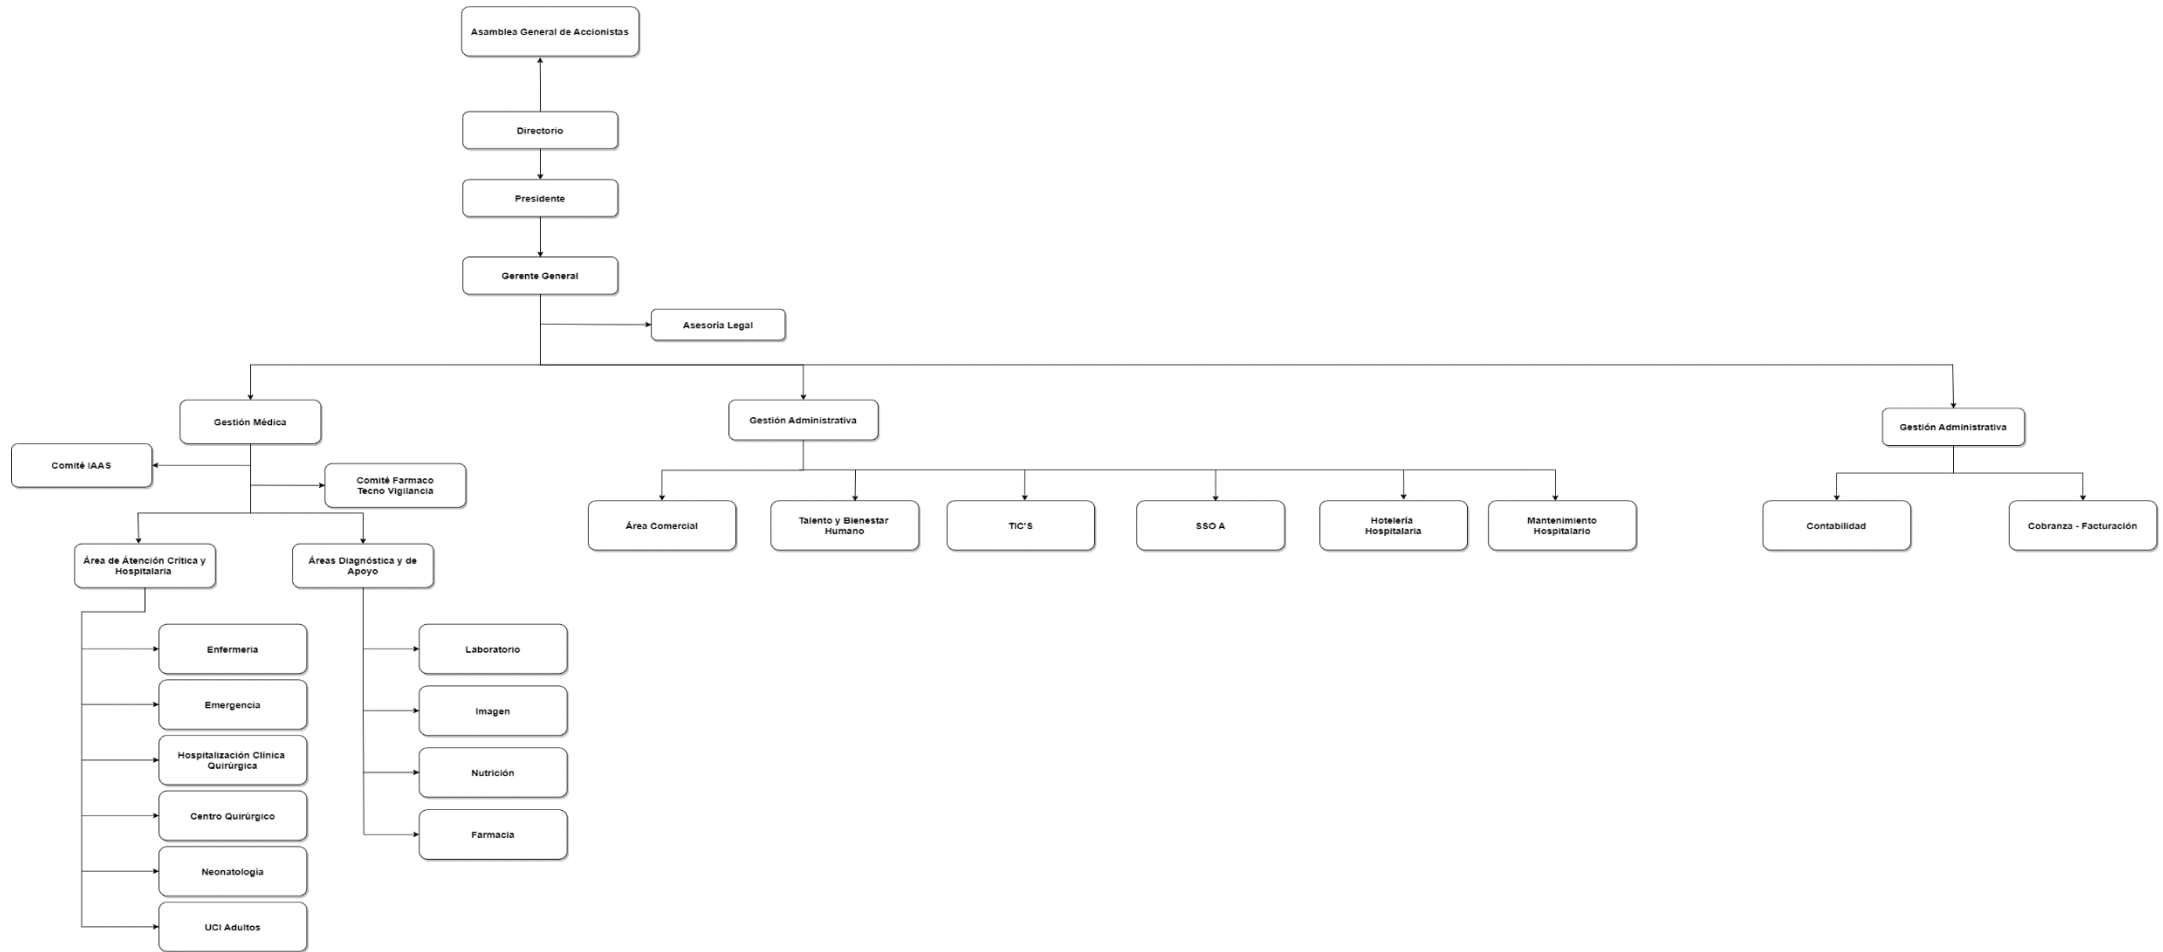 Asamblea General de Accionistas
Directorio
Presidente
Gerente General
Asesoría Legal
Gestión Médica
Gestión Administrativa
Gestión Administrativa
Comité IAAS
Comité Farmaco
Tecno Vigilancia
Área Comercial
Talento y Bienestar
Humano
TIC'S
SSO A
Hotelería
Hospitalaria
Mantenimiento
Hospitalario
Contabilidad
Cobranza - Facturación
Área de Átención Crítica y
Hospitalaria
Áreas Diagnóstica y de
Apoyo
Enfermería
Emergencia
Hospitalización Clínica
Quirúrgica
Centro Quirúrgico
Neonatología
UCI Adultos
Laboratorio
Imagen
Nutrición
Farmacia